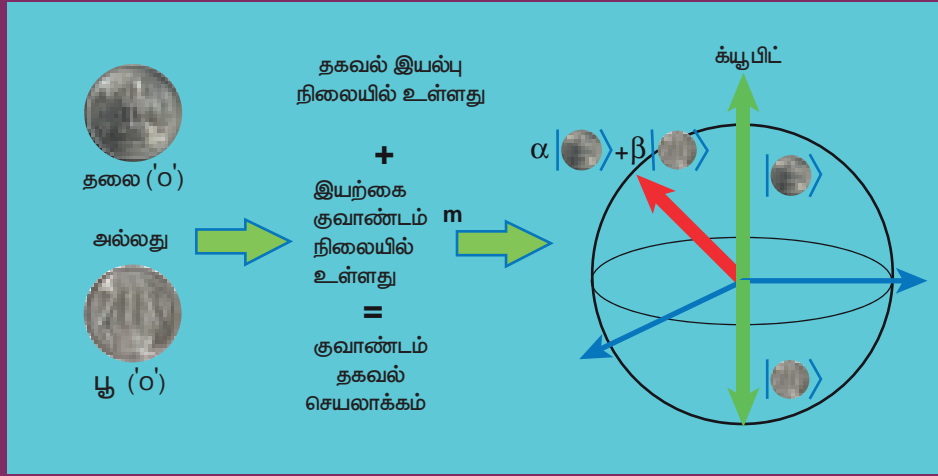 தலை ('O')
அல்லது
பூ ('O')
தகவல் இயல்பு
நிலையில் உள்ளது
+
இயற்கை
குவாண்டம் m
நிலையில்
உள்ளது
=
குவாண்டம்
தகவல்
செயலாக்கம்
க்யூபிட்
α| ⟩+β| ⟩
| ⟩
| ⟩